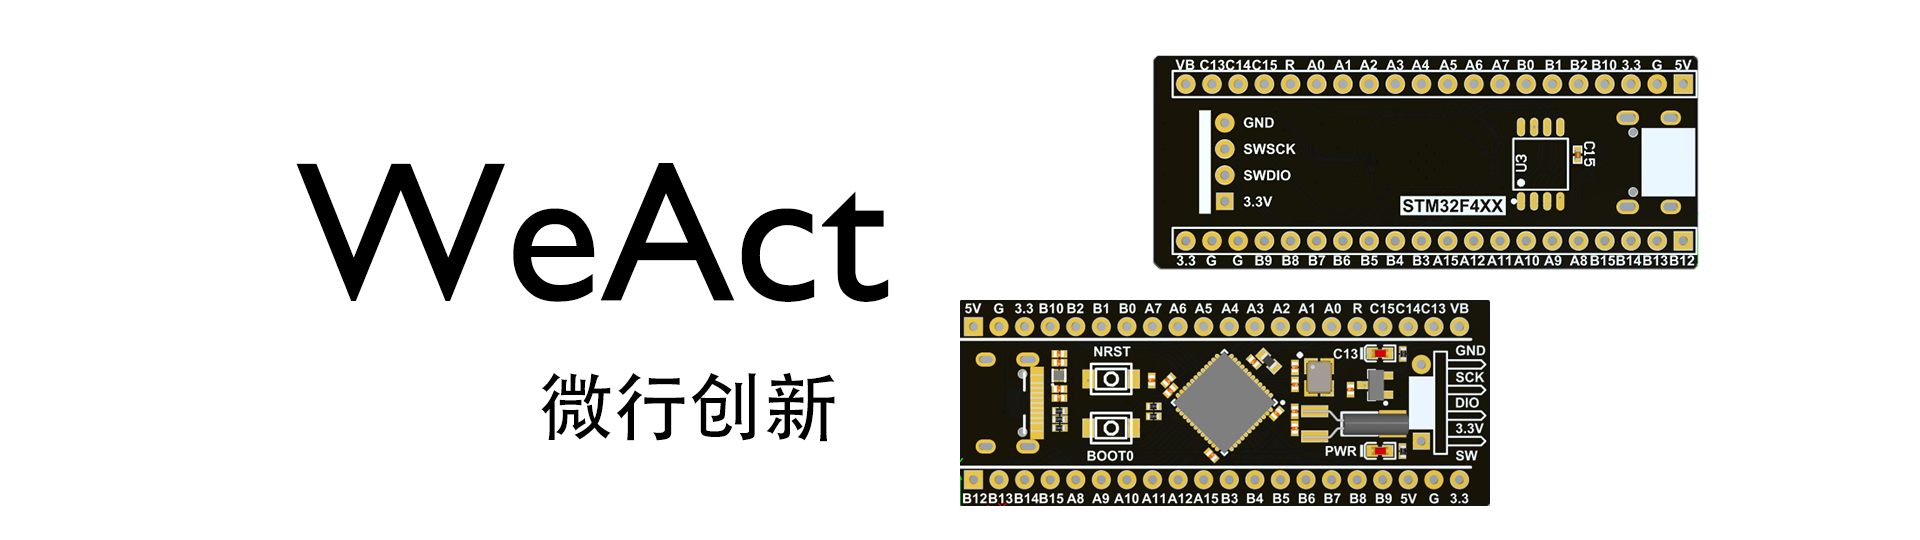 WeAct
微行创新
VB C13 C14 C15 R A0 A1 A2 A3 A4 A5 A6 A7 B0 B1 B2 B10 3.3 G 5V
GND
SWSCK
SWDIO
3.3V
U3
C15
STM32F4XX
3.3 G G B9 B8 B7 B6 B5 B4 B3 A15 A12 A11 A10 A9 A8 B15 B14 B13 B12
5V G 3.3 B10 B2 B1 B0 A7 A6 A5 A4 A3 A2 A1 A0 R C15 C14 C13 VB
NRST
BOOT0
C13
PWR
GND
SCK
DIO
3.3V
SW
B12 B13 B14 B15 A8 A9 A10 A11 A12 A15 B3 B4 B5 B6 B7 B8 B9 5V G 3.3